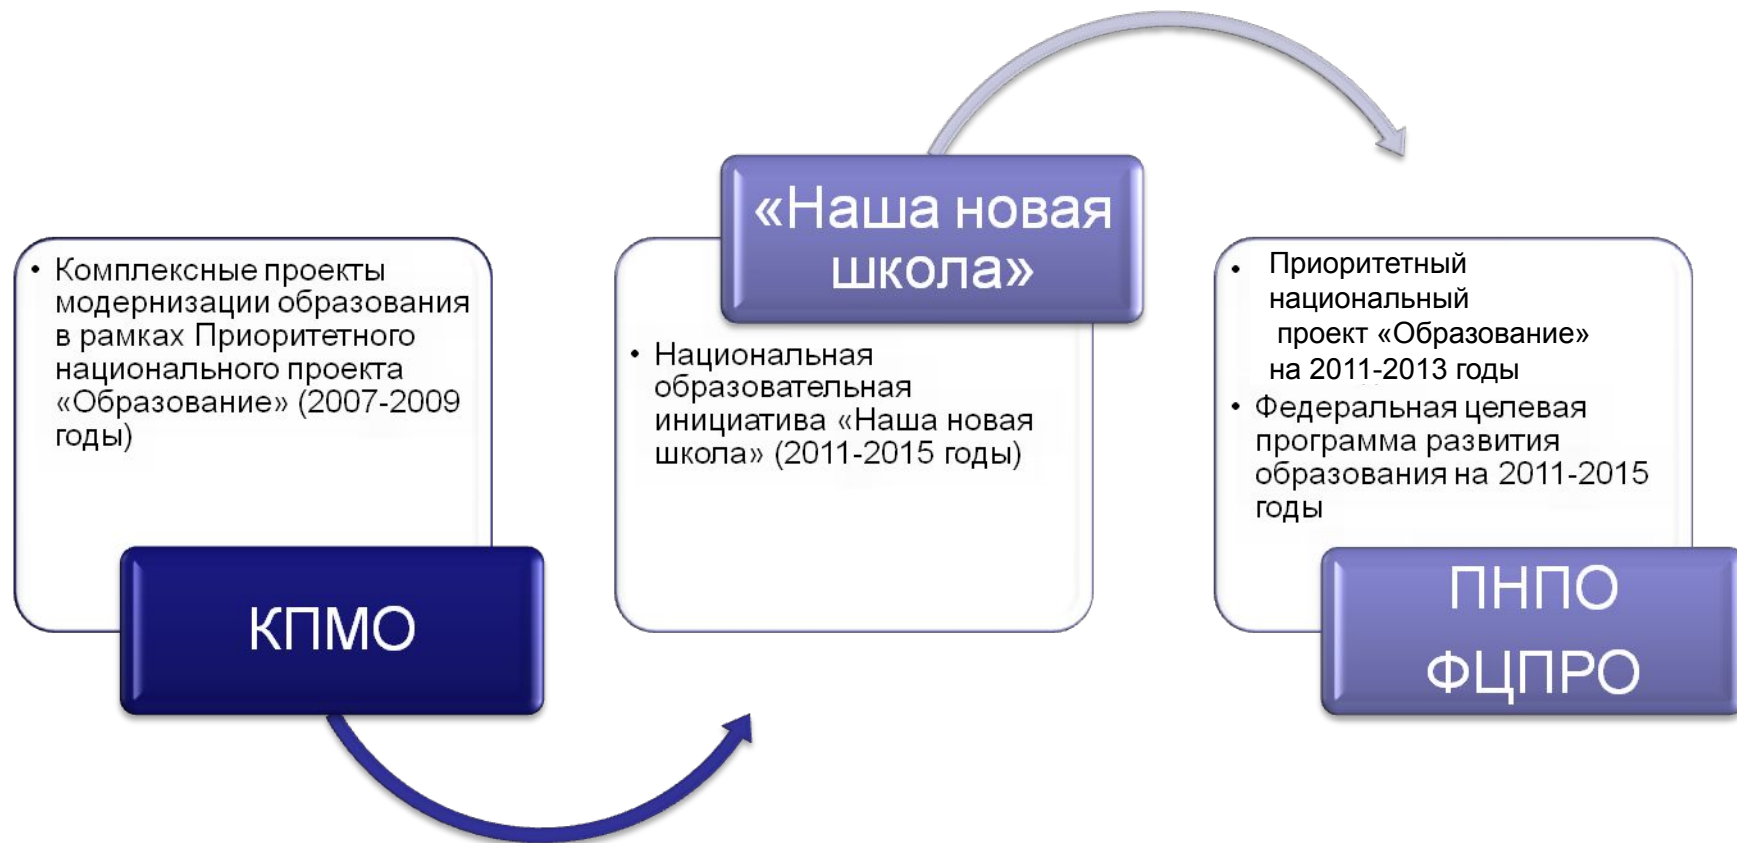 • Комплексные проекты
модернизации образования
в рамках Приоритетного
национального проекта
«Образование» (2007-2009
годы)
КПМО
«Наша новая
школа»
• Национальная
образовательная
инициатива «Наша новая
школа» (2011-2015 годы)
• Приоритетный
национальный
проект «Образование»
на 2011-2013 годы
• Федеральная целевая
программа развития
образования на 2011-2015
годы
ПНПО
ФЦПРО